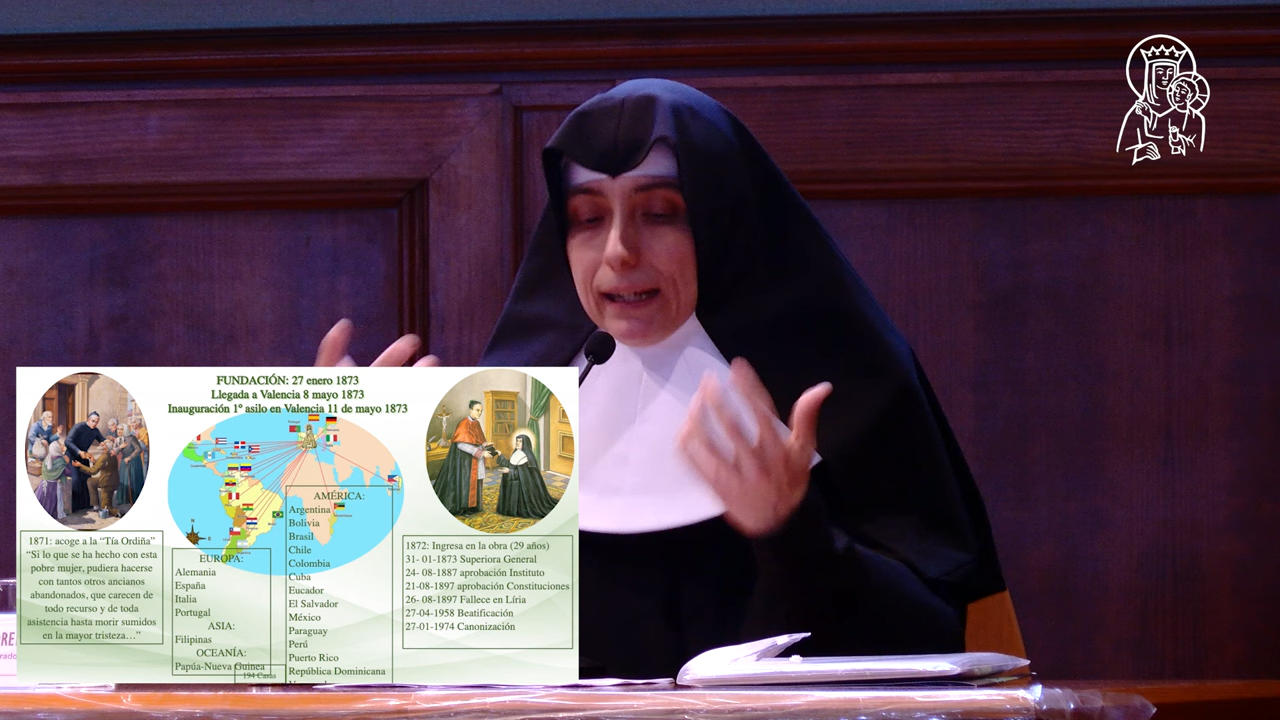 FUNDACIÓN: 27 enero 1873
Llegada a Valencia 8 mayo 1873
Inauguración 1º asilo en Valencia 11 de mayo 1873
1871: acoge a la “Tía Ordiña”
“Si lo que se ha hecho con esta
pobre mujer, pudiera hacerse
con tantos otros ancianos
abandonados, que carecen de
todo recurso y de toda
asistencia hasta morir sumidos
en la mayor tristeza…”
EUROPA:
Alemania
España
Italia
Portugal
ASIA:
Filipinas
OCEANÍA:
Papúa-Nueva Guinea
194 Casas
AMÉRICA:
Argentina
Bolivia
Brasil
Chile
Colombia
Cuba
Eucador
El Salvador
México
Paraguay
Perú
Puerto Rico
República Dominicana
1872: Ingresa en la obra (29 años)
31- 01-1873 Superiora General
24- 08-1887 aprobación Instituto
21-08-1897 aprobación Constituciones
26- 08-1897 Fallece en Líria
27-04-1958 Beatificación
27-01-1974 Canonización